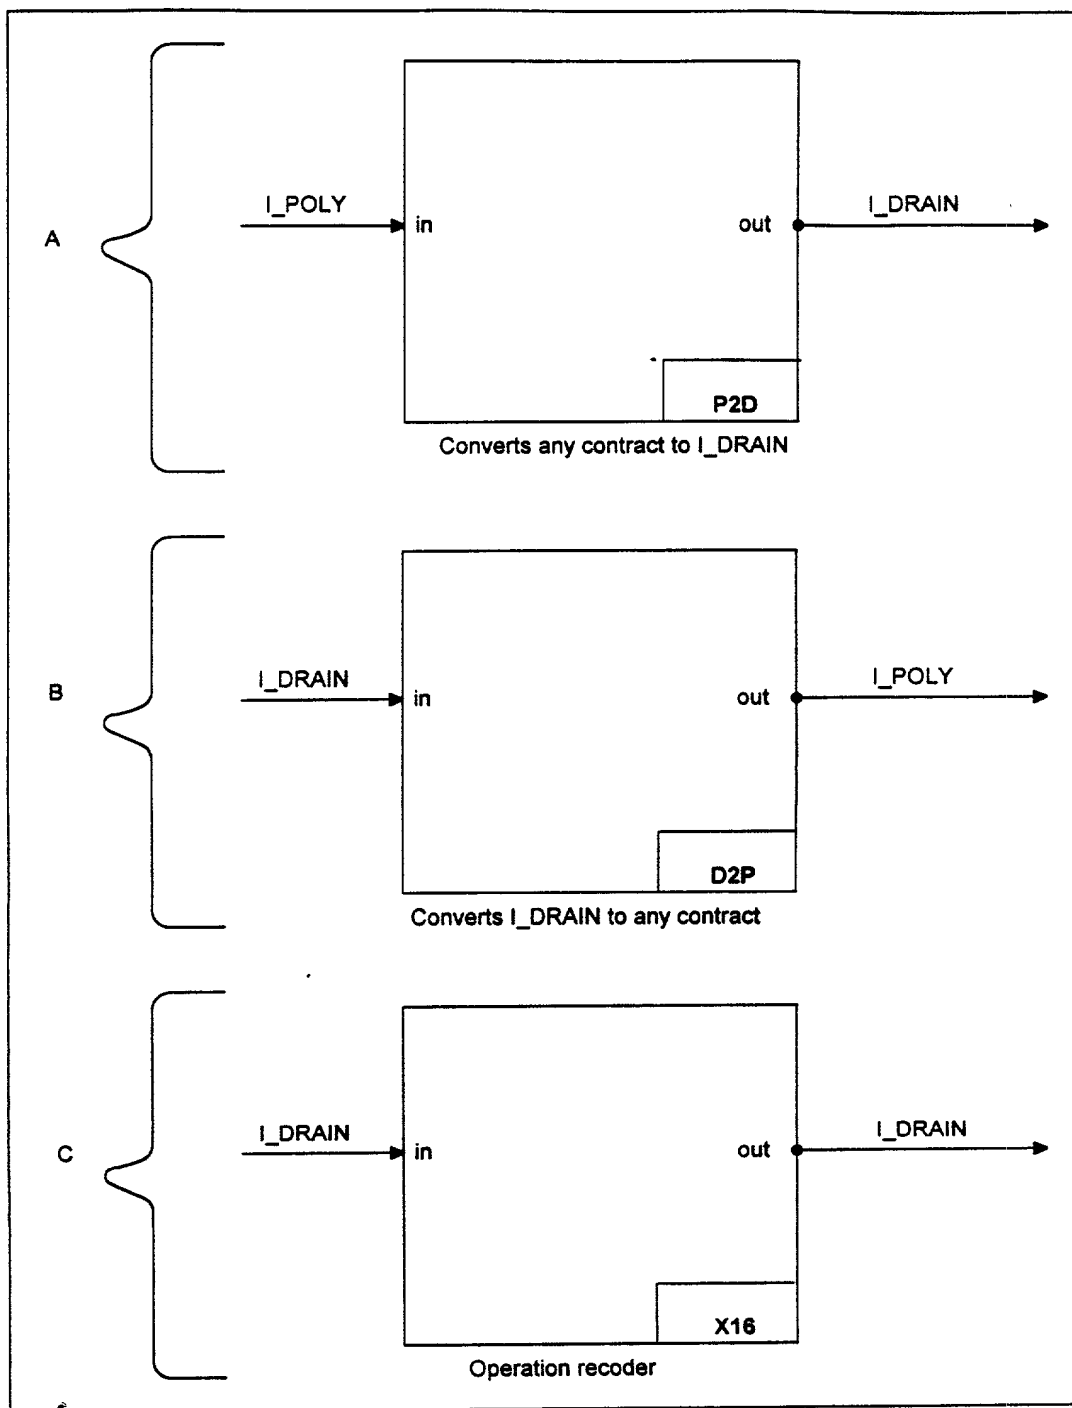 A
I_POLY
in
out
I_DRAIN
P2D
Converts any contract to I_DRAIN
B
I_DRAIN
in
out
I_POLY
D2P
Converts I_DRAIN to any contract
C
I_DRAIN
in
out
I_DRAIN
X16
Operation recoder